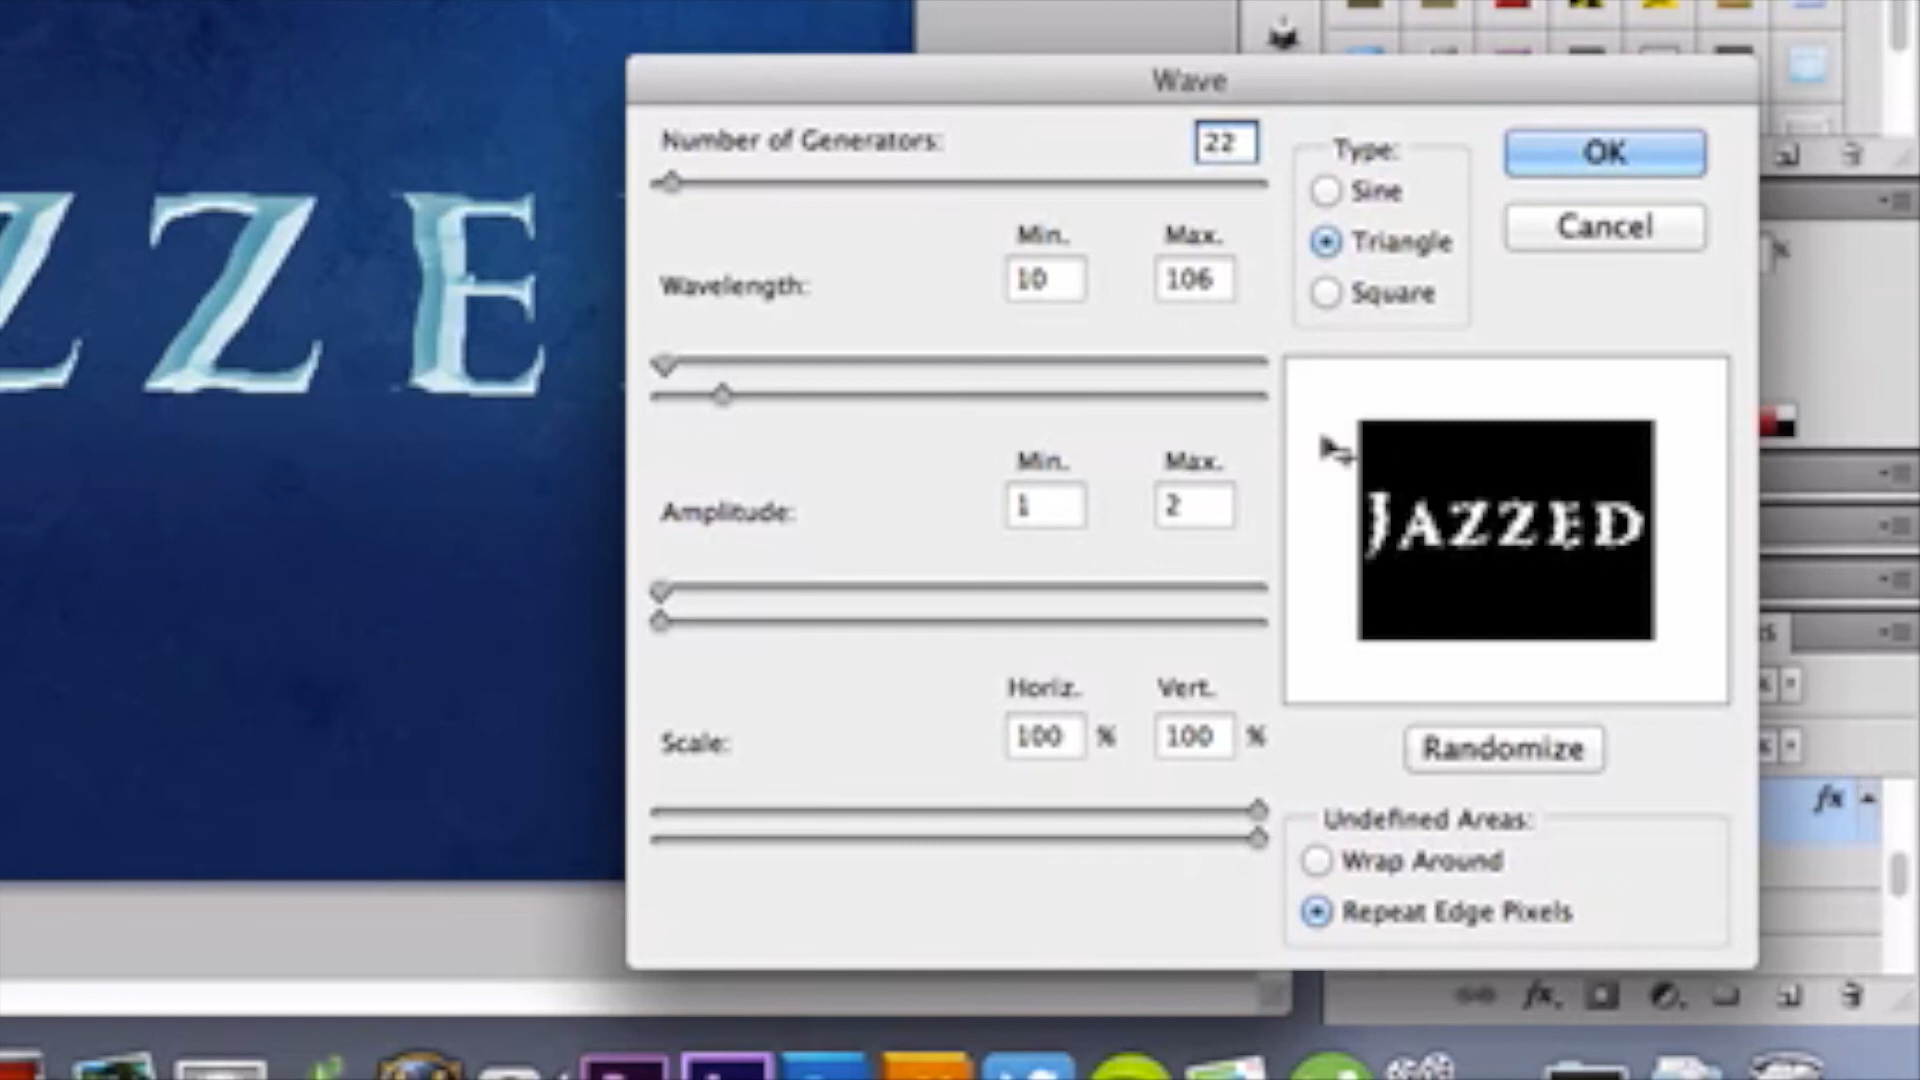 Wave
Number of Generators: 22
Type:
OK
Sine
Min. Max.
Triangle
Cancel
Wavelength: 10 106
Square
ZZE
Min. Max.
Amplitude: 1 2
JAZZED
Horiz. Vert.
Scale: 100 % 100 %
Randomize
fx
Undefined Areas:
Wrap Around
Repeat Edge Pixels
fx.